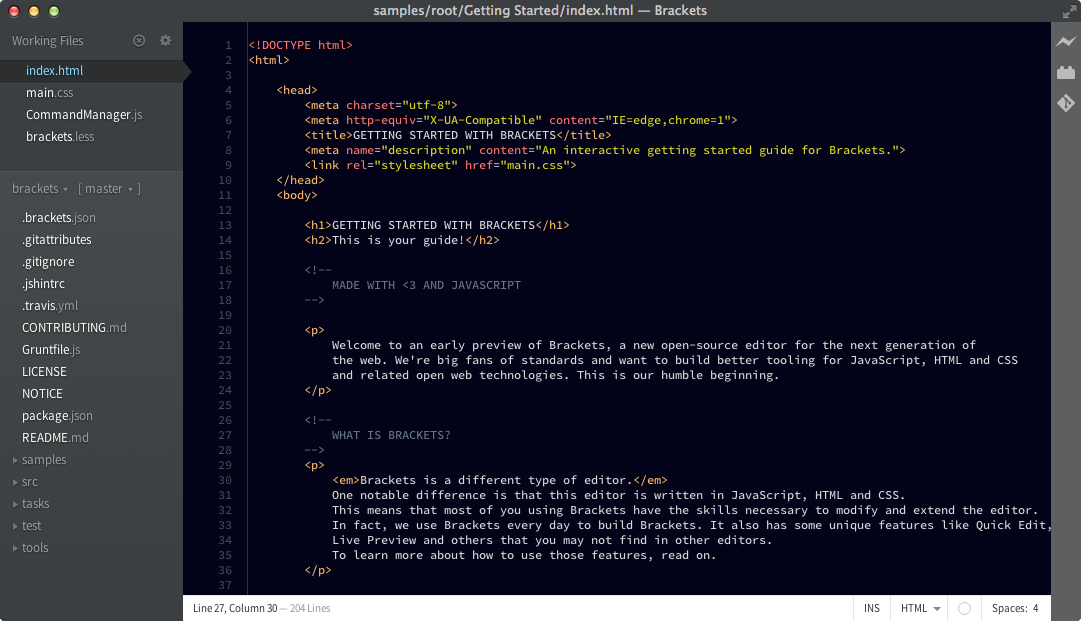 samples/root/Getting Started/index.html — Brackets
Working Files
index.html
main.css
CommandManager.js
brackets.less
brackets
[ master ]
.brackets.json
.gitattributes
.gitignore
.jshintrc
.travis.yml
CONTRIBUTING.md
Gruntfile.js
LICENSE
NOTICE
package.json
README.md
samples
src
tasks
test
tools
1 <!DOCTYPE html>
2 <html>
3
4 <head>
5 <meta charset="utf-8">
6 <meta http-equiv="X-UA-Compatible" content="IE=edge,chrome=1">
7 <title>GETTING STARTED WITH BRACKETS</title>
8 <meta name="description" content="An interactive getting started guide for Brackets.">
9 <link rel="stylesheet" href="main.css">
10 </head>
11 <body>
12
13 <h1>GETTING STARTED WITH BRACKETS</h1>
14 <h2>This is your guide!</h2>
15
16 <!--
17 MADE WITH <3 AND JAVASCRIPT
18 -->
19
20 <p>
21 Welcome to an early preview of Brackets, a new open-source editor for the next generation of
22 the web. We're big fans of standards and want to build better tooling for JavaScript, HTML and CSS
23 and related open web technologies. This is our humble beginning.
24 </p>
25
26 <!--
27 WHAT IS BRACKETS?
28 -->
29 <p>
30 <em>Brackets is a different type of editor.</em>
31 One notable difference is that this editor is written in JavaScript, HTML and CSS.
32 This means that most of you using Brackets have the skills necessary to modify and extend the editor.
33 In fact, we use Brackets every day to build Brackets. It also has some unique features like Quick Edit,
34 Live Preview and others that you may not find in other editors.
35 To learn more about how to use those features, read on.
36 </p>
37
Line 27, Column 30 — 204 Lines
INS
HTML
Spaces: 4